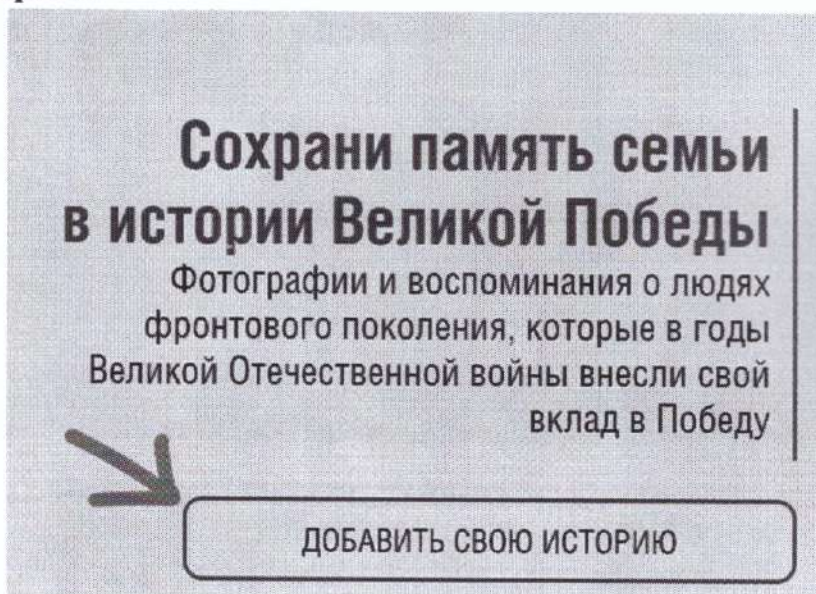 Сохрани память семьи
в истории Великой Победы
Фотографии и воспоминания о людях
фронтового поколения, которые в годы
Великой Отечественной войны внесли свой
вклад в Победу
ДОБАВИТЬ СВОЮ ИСТОРИЮ